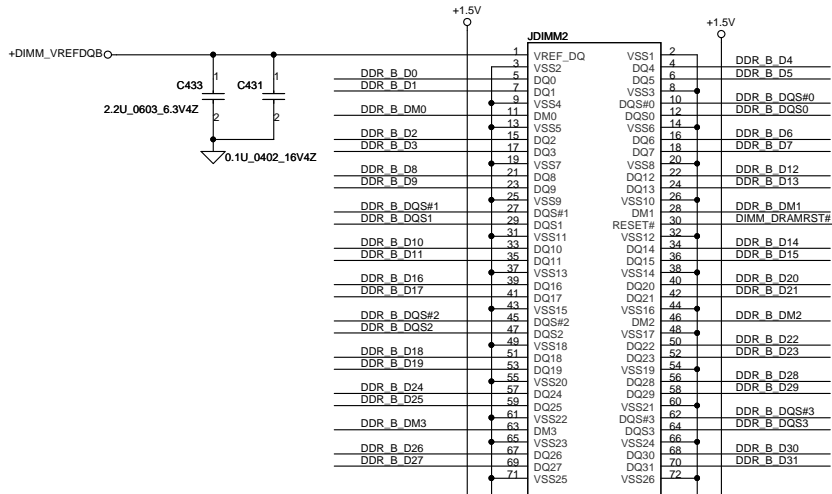 +1.5V
+1.5V
JDIMM2
+DIMM_VREFDQB
C433
1
2
2.2U_0603_6.3V4Z
C431
1
2
0.1U_0402_16V4Z
1 VREF_DQ VSS1 2
3 VSS2 DQ4 4 DDR_B_D4
DDR_B_D0 5 DQ0 DQ5 6 DDR_B_D5
DDR_B_D1 7 DQ1 VSS3 8
9 VSS4 DQS#0 10 DDR_B_DQS#0
DDR_B_DM0 11 DM0 DQS0 12 DDR_B_DQS0
13 VSS5 VSS6 14
DDR_B_D2 15 DQ2 DQ6 16 DDR_B_D6
DDR_B_D3 17 DQ3 DQ7 18 DDR_B_D7
19 VSS7 VSS8 20
DDR_B_D8 21 DQ8 DQ12 22 DDR_B_D12
DDR_B_D9 23 DQ9 DQ13 24 DDR_B_D13
25 VSS9 VSS10 26
DDR_B_DQS#1 27 DQS#1 DM1 28 DDR_B_DM1
DDR_B_DQS1 29 DQS1 RESET# 30 DIMM_DRAMRST#
31 VSS11 VSS12 32
DDR_B_D10 33 DQ10 DQ14 34 DDR_B_D14
DDR_B_D11 35 DQ11 DQ15 36 DDR_B_D15
37 VSS13 VSS14 38
DDR_B_D16 39 DQ16 DQ20 40 DDR_B_D20
DDR_B_D17 41 DQ17 DQ21 42 DDR_B_D21
43 VSS15 VSS16 44
DDR_B_DQS#2 45 DQS#2 DM2 46 DDR_B_DM2
DDR_B_DQS2 47 DQS2 VSS17 48
49 VSS18 DQ22 50 DDR_B_D22
DDR_B_D18 51 DQ18 DQ23 52 DDR_B_D23
DDR_B_D19 53 DQ19 VSS19 54
55 VSS20 DQ28 56 DDR_B_D28
DDR_B_D24 57 DQ24 DQ29 58 DDR_B_D29
DDR_B_D25 59 DQ25 VSS21 60
61 VSS22 DQS#3 62 DDR_B_DQS#3
DDR_B_DM3 63 DM3 DQS3 64 DDR_B_DQS3
65 VSS23 VSS24 66
DDR_B_D26 67 DQ26 DQ30 68 DDR_B_D30
DDR_B_D27 69 DQ27 DQ31 70 DDR_B_D31
71 VSS25 VSS26 72